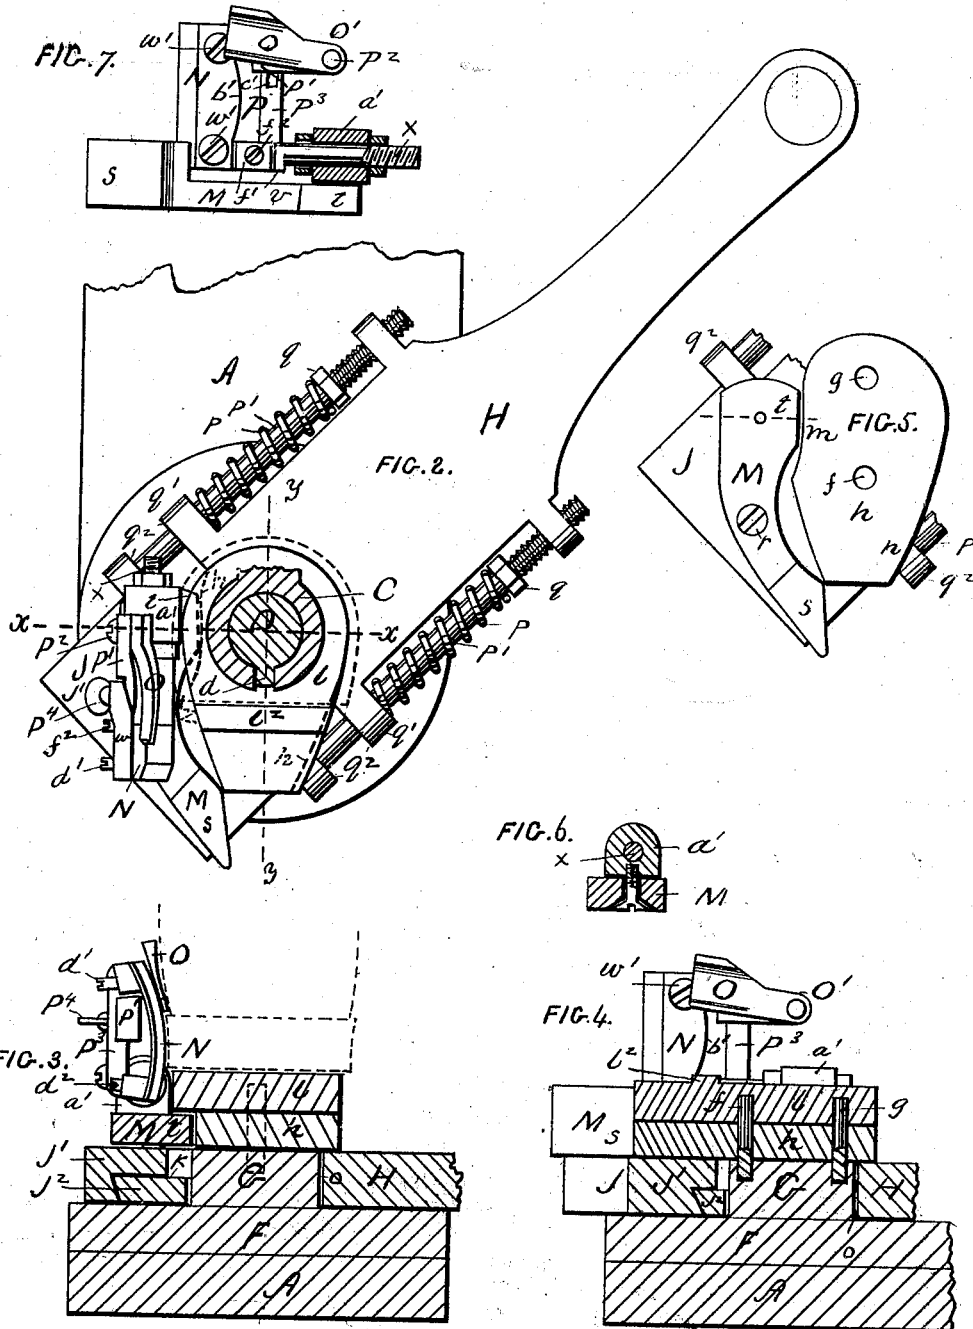 FIG. 7.
w'
O
O'
P2
N
c'
P'
b'
P
P3
a'
x
w'
f2
S
M
f'
v
t
A
q
P'
P
H
FIG. 2.
y
q'
q2
x
C
x
x
a'
P2
P'
J
O
J'
d
l
P4
l2
f2
w
d'
N
h
q'
q2
M
s
y
q
P
P'
q2
g
t
m
FIG. 5.
J
M
f
h
r
n
P
q2
s
FIG. 6.
a'
x
M
O
d'
P4
P
P3
N
FIG. 3.
d2
a'
l
M
t
h
J'
k
J2
G
o
H
F
A
w'
O
O'
FIG. 4.
N
b'
P3
l2
a'
f
l
g
M
s
h
J
J'
J2
G
H
F
o
A